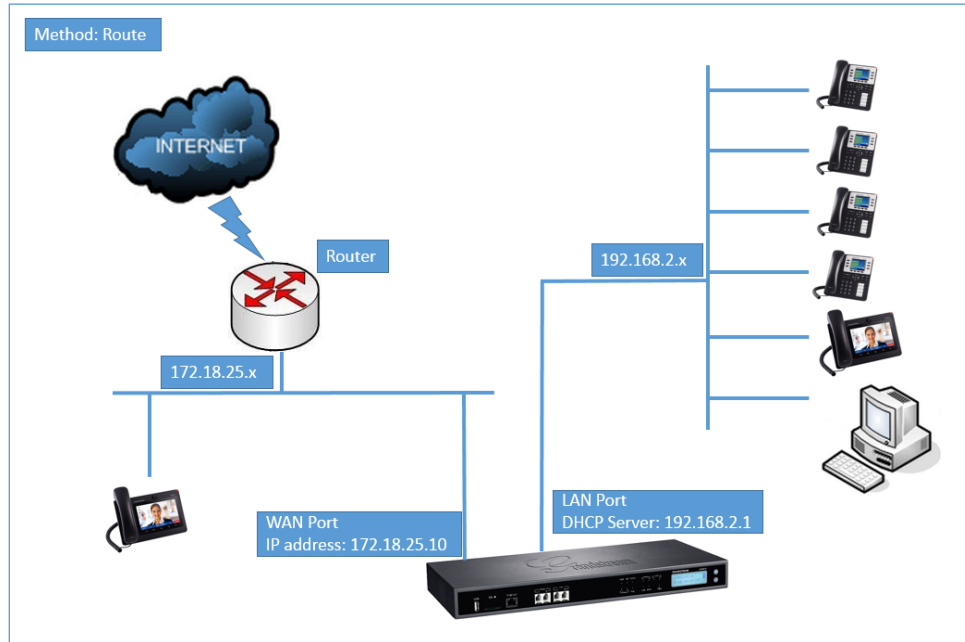 Method: Route
INTERNET
Router
192.168.2.x
172.18.25.x
WAN Port
IP address: 172.18.25.10
LAN Port
DHCP Server: 192.168.2.1